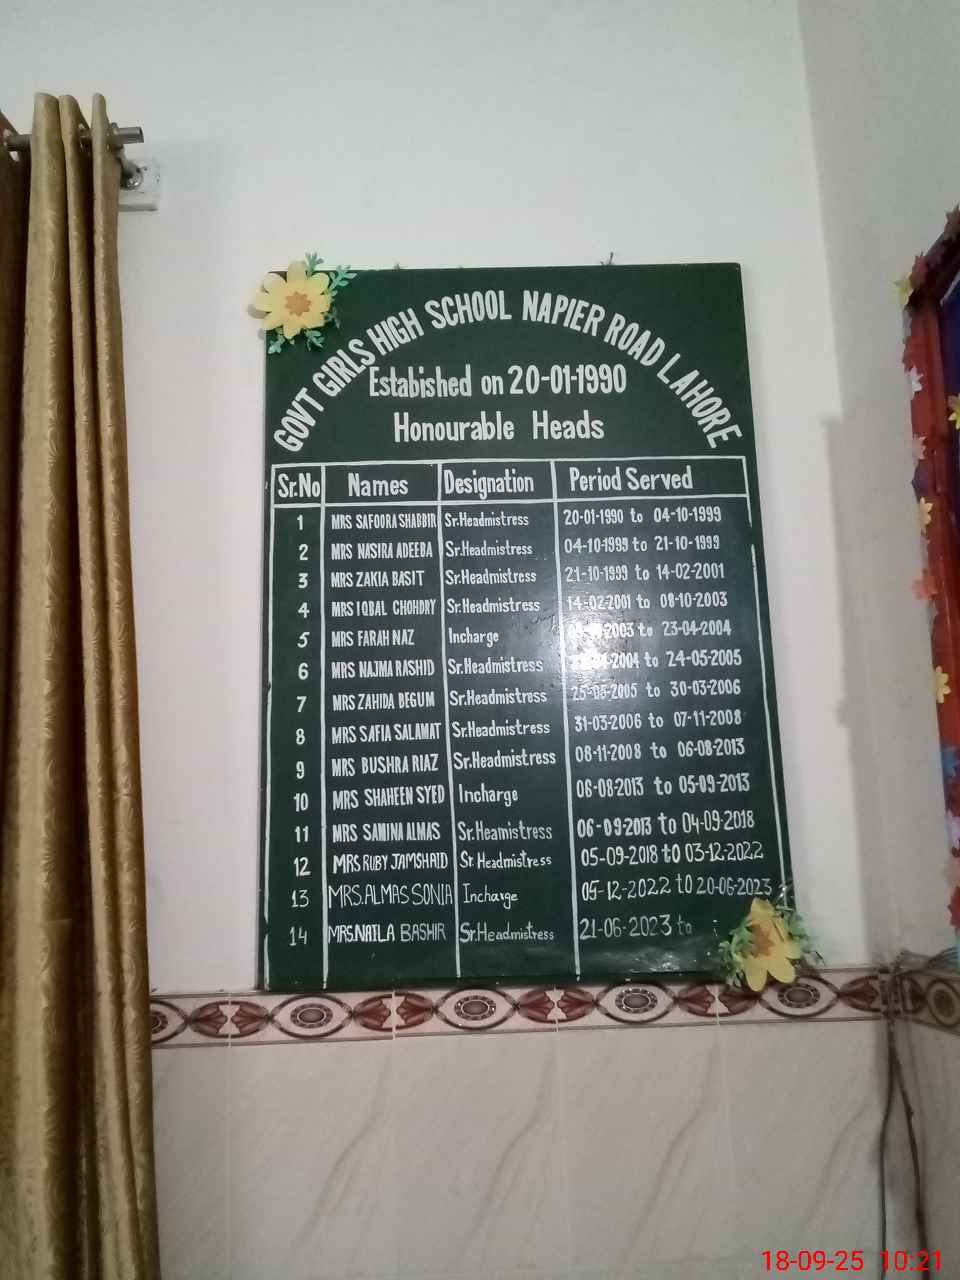 GOVT GIRLS HIGH SCHOOL NAPIER ROAD LAHORE
Estabished on 20-01-1990
Honourable Heads
Sr.No Names Designation Period Served
1 MRS SAFOORA SHABBIR Sr.Headmistress 20-01-1990 to 04-10-1999
2 MRS NASIRA ADEEBA Sr.Headmistress 04-10-1999 to 21-10-1999
3 MRS ZAKIA BASIT Sr.Headmistress 21-10-1999 to 14-02-2001
4 MRS IQBAL CHOHDRY Sr.Headmistress 14-02-2001 to 08-10-2003
5 MRS FARAH NAZ Incharge to 23-04-2004
6 MRS NAJMA RASHID Sr.Headmistress to 24-05-2005
7 MRS ZAHIDA BEGUM Sr.Headmistress 25-05-2005 to 30-03-2006
8 MRS SAFIA SALAMAT Sr.Headmistress 31-03-2006 to 07-11-2008
9 MRS BUSHRA RIAZ Sr.Headmistress 08-11-2008 to 06-08-2013
10 MRS SHAHEEN SYED Incharge 06-08-2013 to 05-09-2013
11 MRS SAMINA ALMAS Sr.Heamistress 06-09-2013 to 04-09-2018
12 MRS RUBY JAMSHAID Sr Headmistress 05-09-2018 to 03-12-2022
13 MRS.ALMAS SONIA Incharge 05-12-2022 to 20-06-2023
14 MRS.NAILA BASHIR Sr.Headmistress 21-06-2023 to
18-09-25 10:21